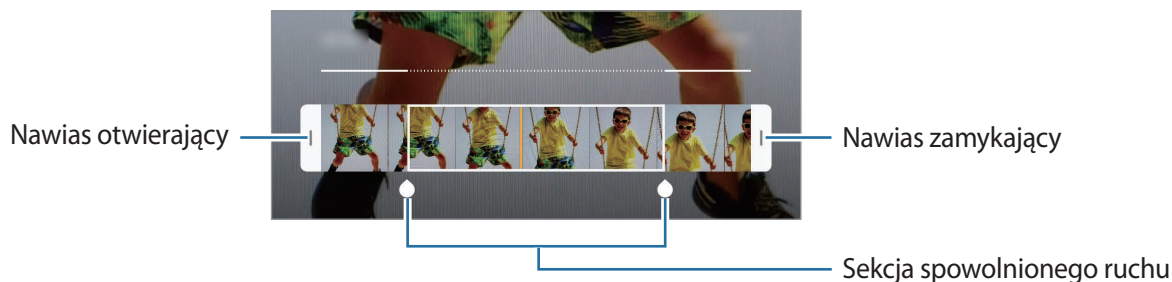 Nawias otwierający
Nawias zamykający
Sekcja spowolnionego ruchu